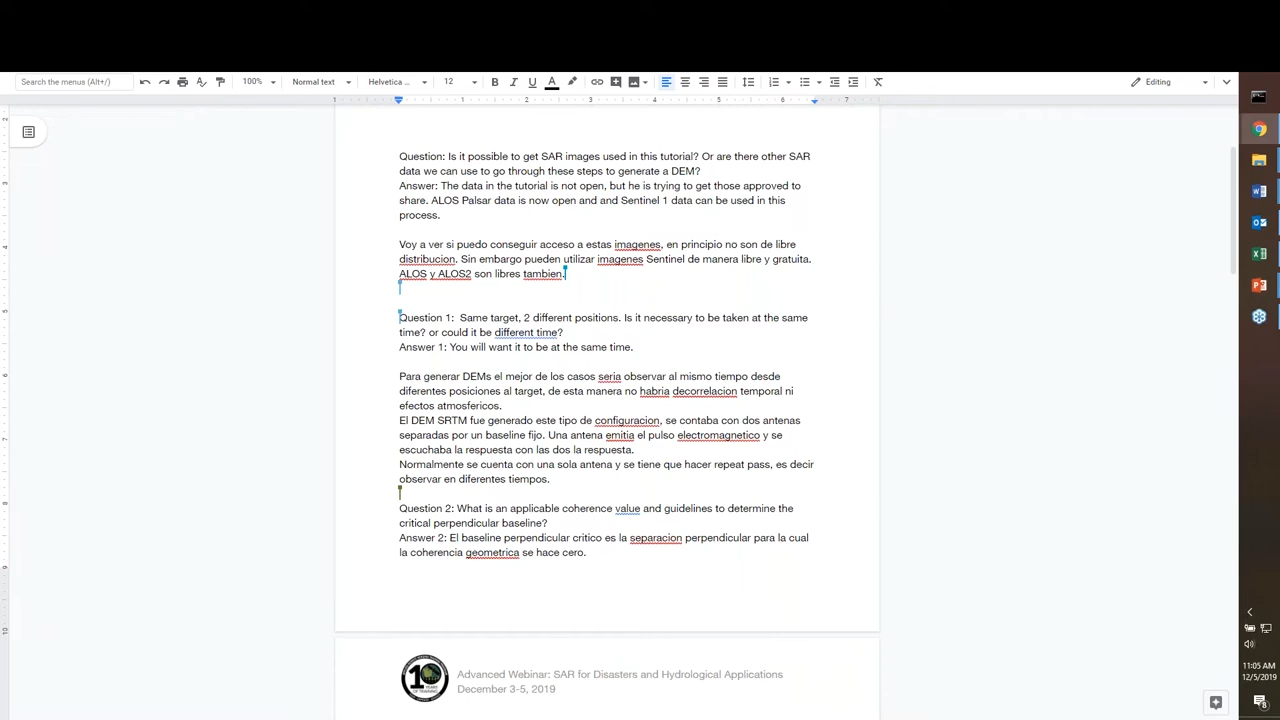 Search the menus (Alt+/)
100%
Normal text
Helvetica ...
12
Editing
1 1 2 3 4 5 6 7
Question: Is it possible to get SAR images used in this tutorial? Or are there other SAR
data we can use to go through these steps to generate a DEM?
Answer: The data in the tutorial is not open, but he is trying to get those approved to
share. ALOS Palsar data is now open and and Sentinel 1 data can be used in this
process.
Voy a ver si puedo conseguir acceso a estas imagenes, en principio no son de libre
distribucion. Sin embargo pueden utilizar imagenes Sentinel de manera libre y gratuita.
ALOS y ALOS2 son libres tambien.
Question 1:  Same target, 2 different positions. Is it necessary to be taken at the same
time? or could it be different time?
Answer 1: You will want it to be at the same time.
Para generar DEMs el mejor de los casos seria observar al mismo tiempo desde
diferentes posiciones al target, de esta manera no habria decorrelacion temporal ni
efectos atmosfericos.
El DEM SRTM fue generado este tipo de configuracion, se contaba con dos antenas
separadas por un baseline fijo. Una antena emitia el pulso electromagnetico y se
escuchaba la respuesta con las dos la respuesta.
Normalmente se cuenta con una sola antena y se tiene que hacer repeat pass, es decir
observar en diferentes tiempos.
Question 2: What is an applicable coherence value and guidelines to determine the
critical perpendicular baseline?
Answer 2: El baseline perpendicular critico es la separacion perpendicular para la cual
la coherencia geometrica se hace cero.
10
YEARS
OF TRAINING
Advanced Webinar: SAR for Disasters and Hydrological Applications
December 3-5, 2019
11:05 AM
12/5/2019
8